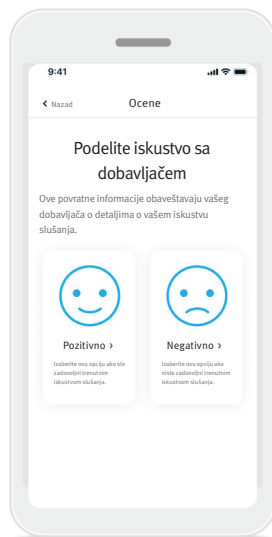 9:41
Nazad Ocene
Podelite iskustvo sa
dobavljačem
Ove povratne informacije obaveštavaju vašeg
dobavljača o detaljima o vašem iskustvu
slušanja.
Pozitivno ›
Izaberite ovu opciju ako ste
zadovoljni trenutnim
iskustvom slušanja.
Negativno ›
Izaberite ovu opciju ako
niste zadovoljni trenutnim
iskustvom slušanja.